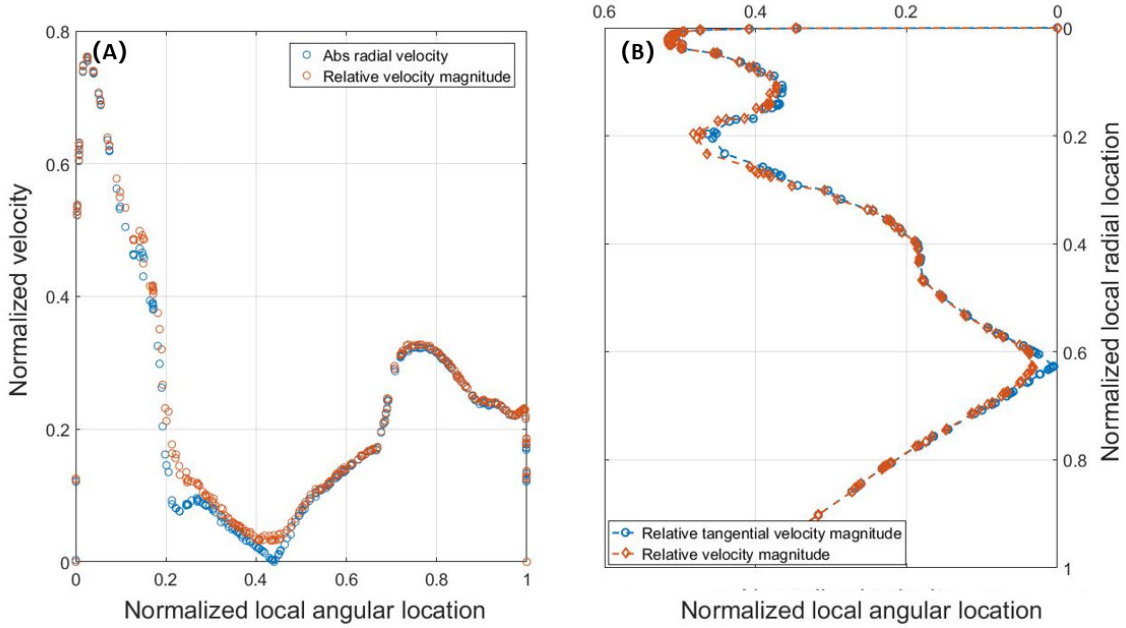 (A)
Abs radial velocity
Relative velocity magnitude
Normalized velocity
0.8
0.6
0.4
0.2
0
0 0.2 0.4 0.6 0.8 1
Normalized local angular location
(B)
0.6 0.4 0.2 0
0
0.2
0.4
0.6
0.8
1
Normalized local radial location
Relative tangential velocity magnitude
Relative velocity magnitude
Normalized local angular location